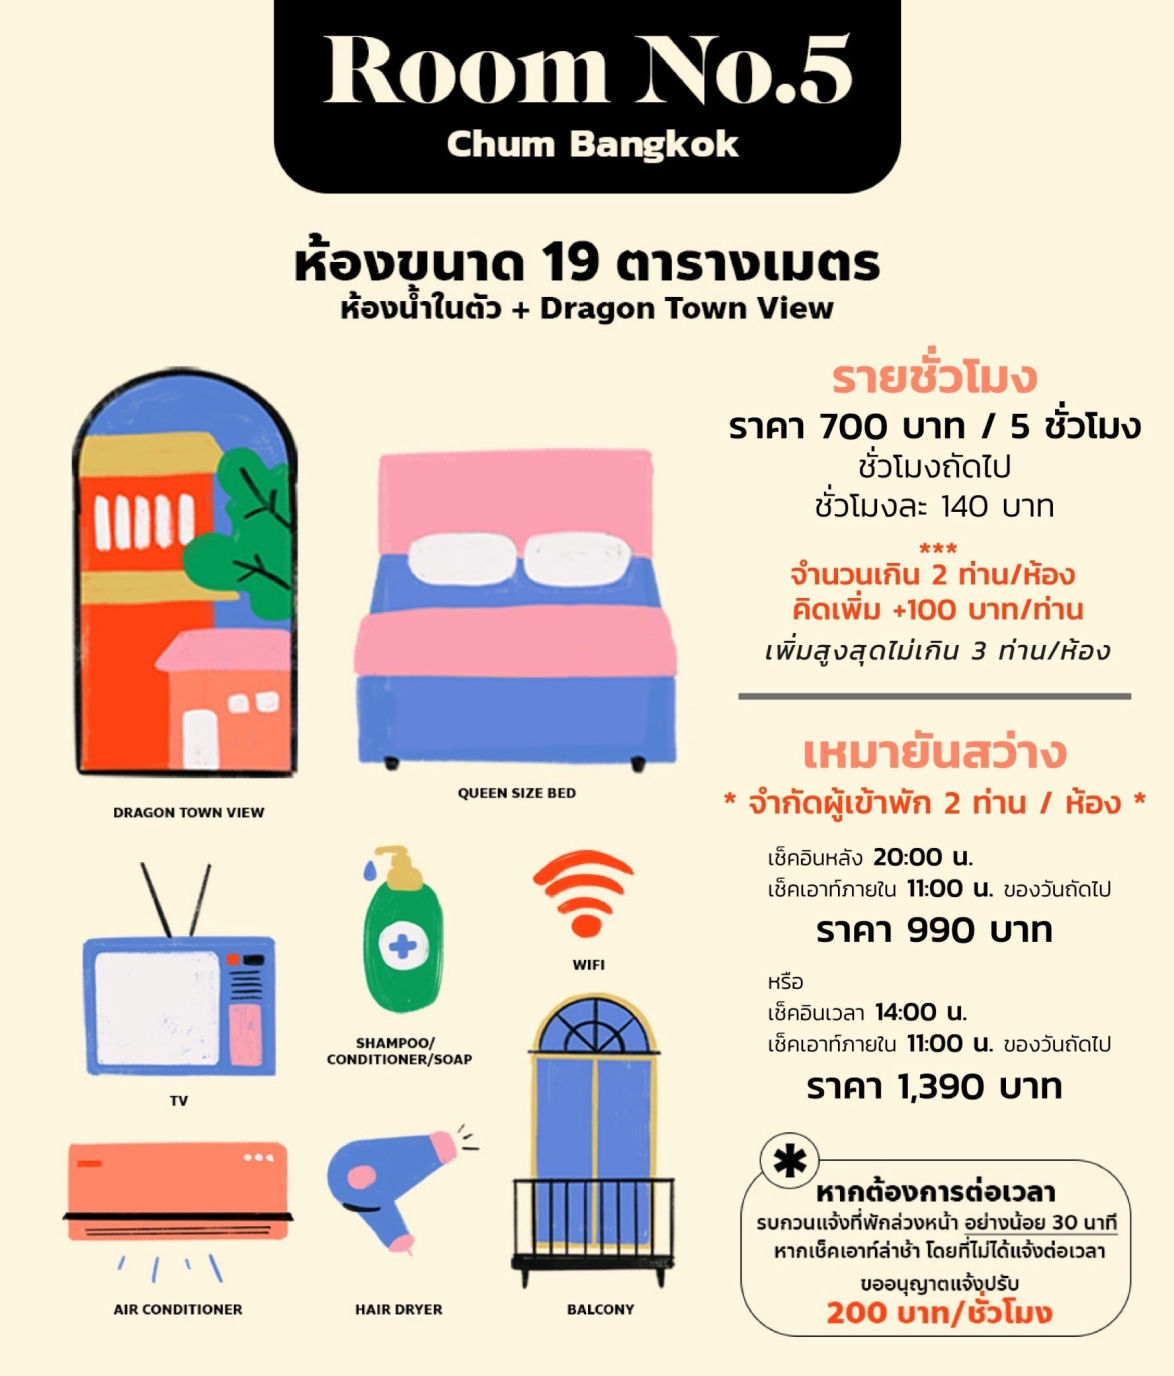 Room No.5
Chum Bangkok
ห้องขนาด 19 ตารางเมตร
ห้องน้ำในตัว + Dragon Town View
รายชั่วโมง
ราคา 700 บาท / 5 ชั่วโมง
ชั่วโมงถัดไป
ชั่วโมงละ 140 บาท
***
จำนวนเกิน 2 ท่าน/ห้อง
คิดเพิ่ม +100 บาท/ท่าน
เพิ่มสูงสุดไม่เกิน 3 ท่าน/ห้อง
เหมายันสว่าง
* จำกัดผู้เข้าพัก 2 ท่าน / ห้อง *
เช็คอินหลัง 20:00 น.
เช็คเอาท์ภายใน 11:00 น. ของวันถัดไป
ราคา 990 บาท
หรือ
เช็คอินเวลา 14:00 น.
เช็คเอาท์ภายใน 11:00 น. ของวันถัดไป
ราคา 1,390 บาท
*
หากต้องการต่อเวลา
รบกวนแจ้งที่พักล่วงหน้า อย่างน้อย 30 นาที
หากเช็คเอาท์ล่าช้า โดยที่ไม่ได้แจ้งต่อเวลา
ขออนุญาตแจ้งปรับ
200 บาท/ชั่วโมง
DRAGON TOWN VIEW
QUEEN SIZE BED
TV
SHAMPOO/
CONDITIONER/SOAP
WIFI
AIR CONDITIONER
HAIR DRYER
BALCONY